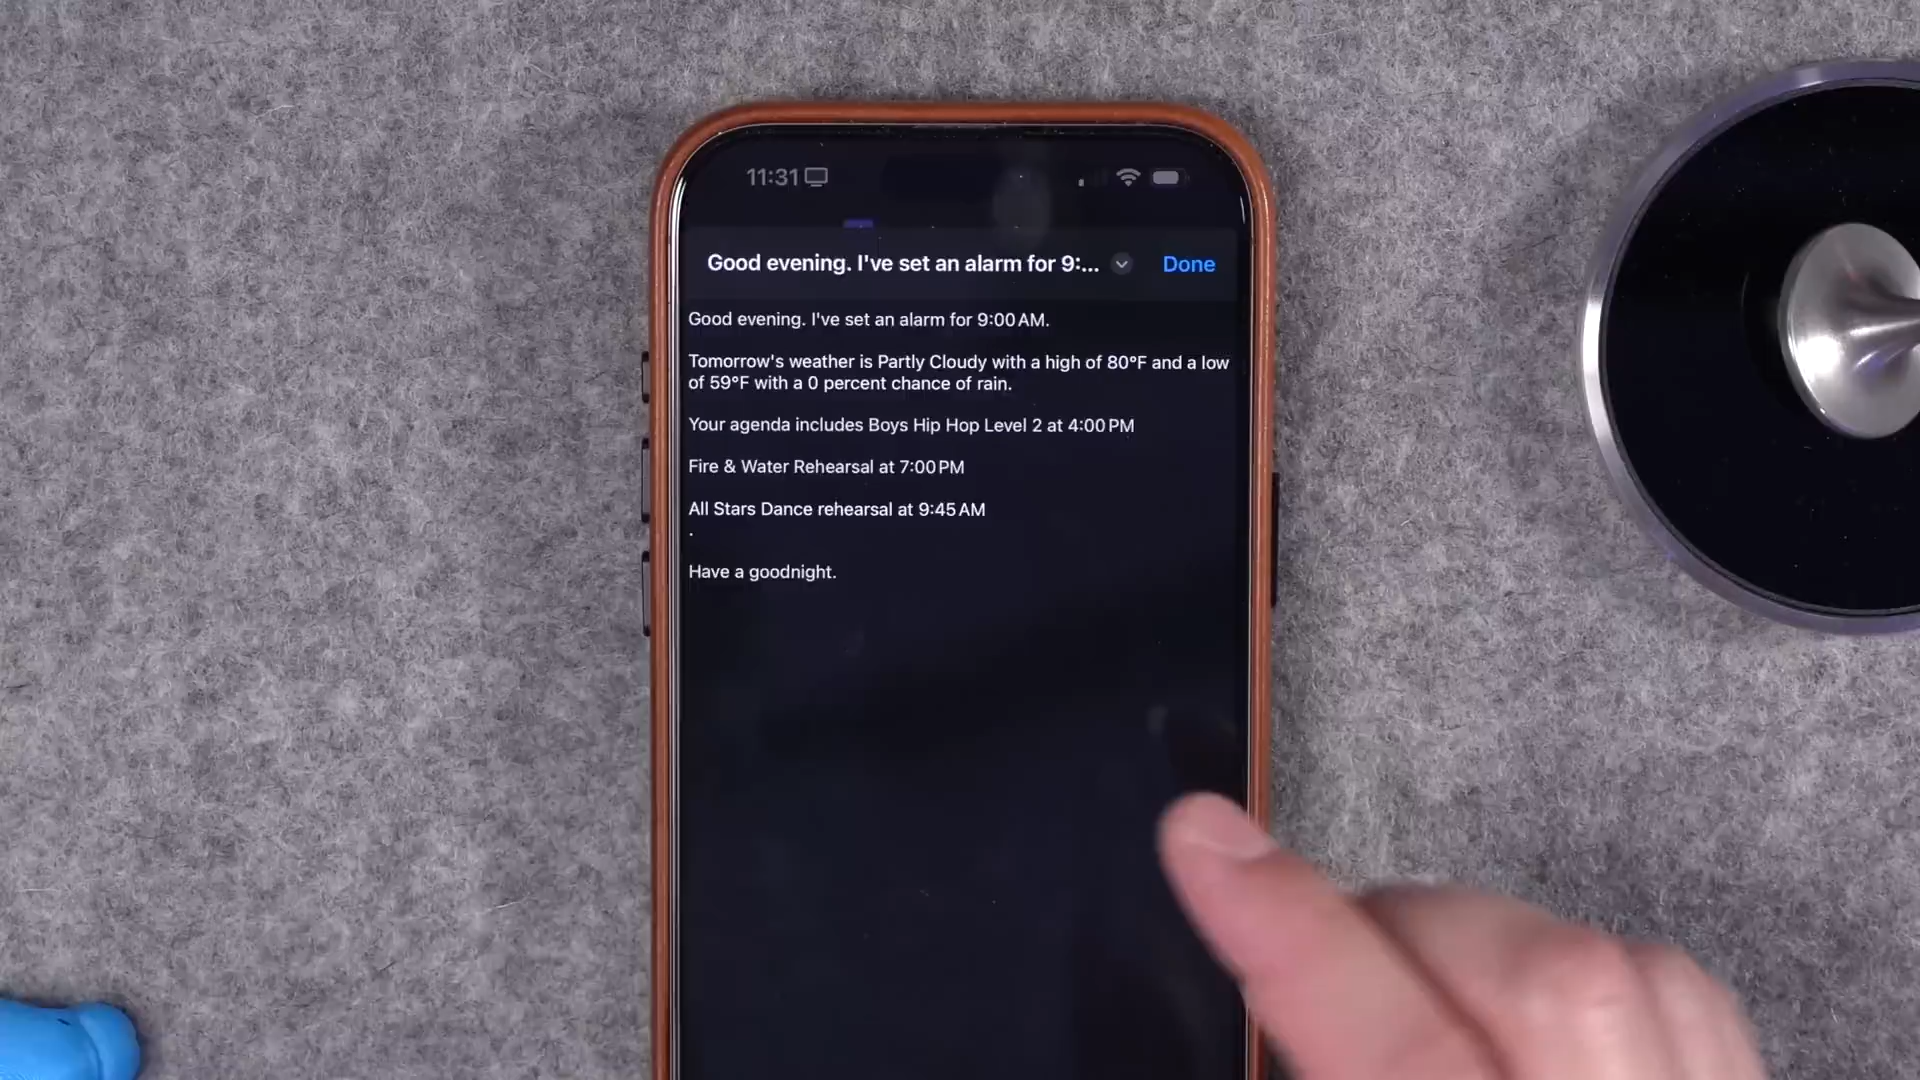 11:31
Good evening. I've set an alarm for 9:...
Done
Good evening. I've set an alarm for 9:00 AM.
Tomorrow's weather is Partly Cloudy with a high of 80°F and a low
of 59°F with a 0 percent chance of rain.
Your agenda includes Boys Hip Hop Level 2 at 4:00 PM
Fire & Water Rehearsal at 7:00 PM
All Stars Dance rehearsal at 9:45 AM
.
Have a goodnight.